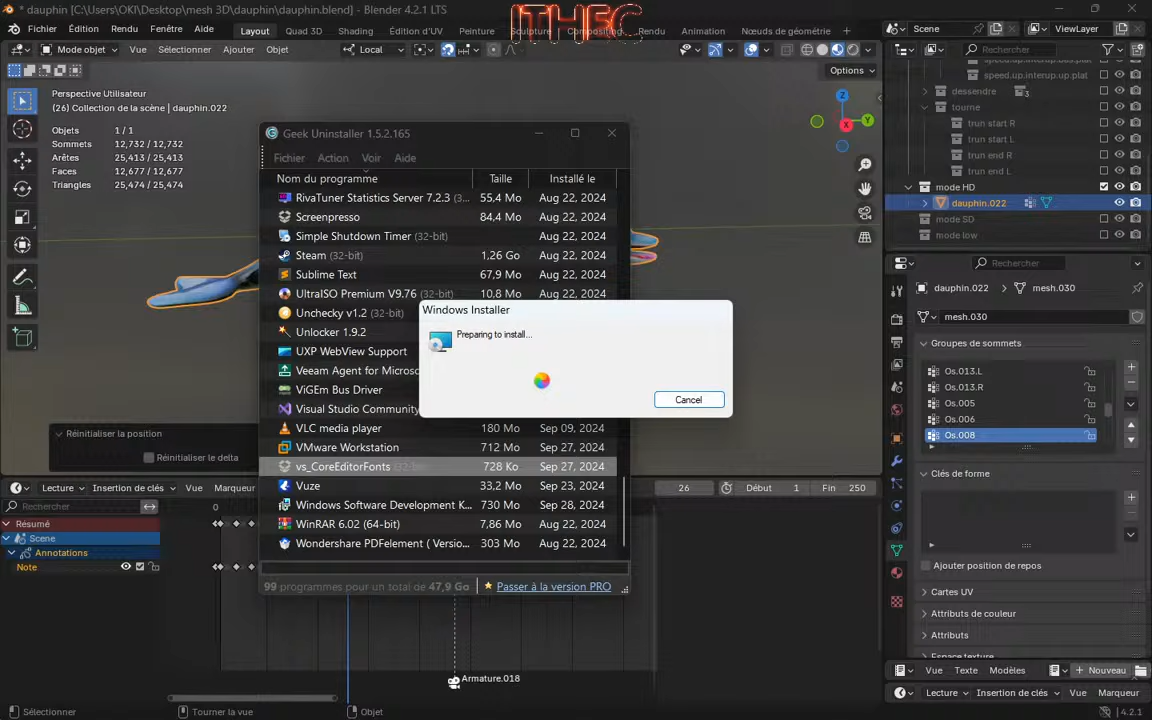 * dauphin [C:\Users\OKI\Desktop\mesh 3D\dauphin\dauphin.blend] - Blender 4.2.1 LTS
ITHEC
Fichier Édition Rendu Fenêtre Aide Layout Quad 3D Shading Édition d'UV Peinture Sculpture Compositing Rendu Animation Nœuds de géométrie
Scene ViewLayer
Mode objet Vue Sélectionner Ajouter Objet Local
Rechercher
Options
speed.up.interup.up.plat
dessendre 3
tourne
trun start R
trun start L
trun end R
trun end L
mode HD
dauphin.022
mode SD
mode low
Perspective Utilisateur
(26) Collection de la scène | dauphin.022
Objets 1 / 1
Sommets 12,732 / 12,732
Arêtes 25,413 / 25,413
Faces 12,677 / 12,677
Triangles 25,474 / 25,474
Z
Y
X
Geek Uninstaller 1.5.2.165
Fichier Action Voir Aide
Nom du programme Taille Installé le
RivaTuner Statistics Server 7.2.3 (3... 55,4 Mo Aug 22, 2024
Screenpresso 84,4 Mo Aug 22, 2024
Simple Shutdown Timer (32-bit) Aug 22, 2024
Steam (32-bit) 1,26 Go Aug 22, 2024
Sublime Text 67,9 Mo Aug 22, 2024
UltraISO Premium V9.76 (32-bit) 10,8 Mo Aug 22, 2024
Unchecky v1.2 (32-bit)
Unlocker 1.9.2
UXP WebView Support
Veeam Agent for Microso
ViGEm Bus Driver
Visual Studio Community
VLC media player 180 Mo Sep 09, 2024
VMware Workstation 712 Mo Sep 27, 2024
vs_CoreEditorFonts (32-b 728 Ko Sep 27, 2024
Vuze 33,2 Mo Sep 23, 2024
Windows Software Development K... 730 Mo Sep 28, 2024
WinRAR 6.02 (64-bit) 7,86 Mo Aug 22, 2024
Wondershare PDFelement ( Versio... 303 Mo Aug 22, 2024
99 programmes pour un total de 47,9 Go Passer à la version PRO
Windows Installer
Preparing to install...
Cancel
Rechercher
dauphin.022 mesh.030
mesh.030
Groupes de sommets
Os.013.L
Os.013.R
Os.005
Os.006
Os.008
Clés de forme
Ajouter position de repos
Cartes UV
Attributs de couleur
Attributs
Espace texture
Vue Texte Modèles Nouveau
Lecture Insertion de clés Vue Marqueur
Réinitialiser la position
Réinitialiser le delta
Lecture Insertion de clés Vue Marqueur
26 Début 1 Fin 250
Rechercher
0
Résumé
Scene
Annotations
Note
Armature.018
Sélectionner Tourner la vue Objet
4.2.1